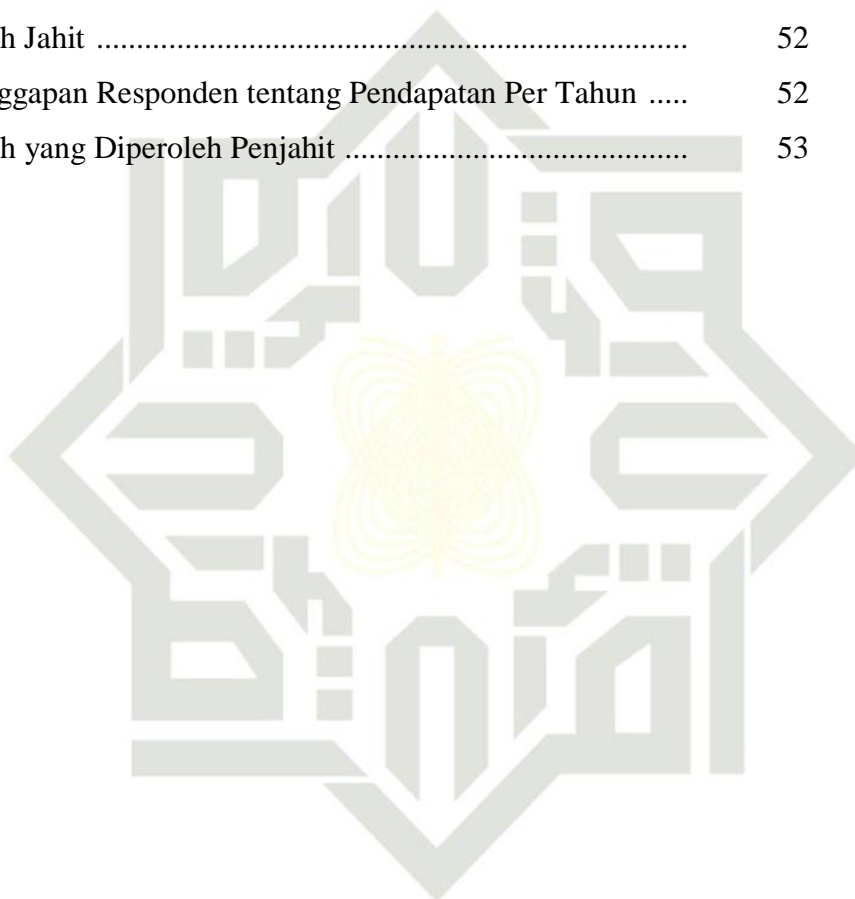 h Jahit ............................................................... 52
ggapan Responden tentang Pendapatan Per Tahun ..... 52
h yang Diperoleh Penjahit ..................................... 53